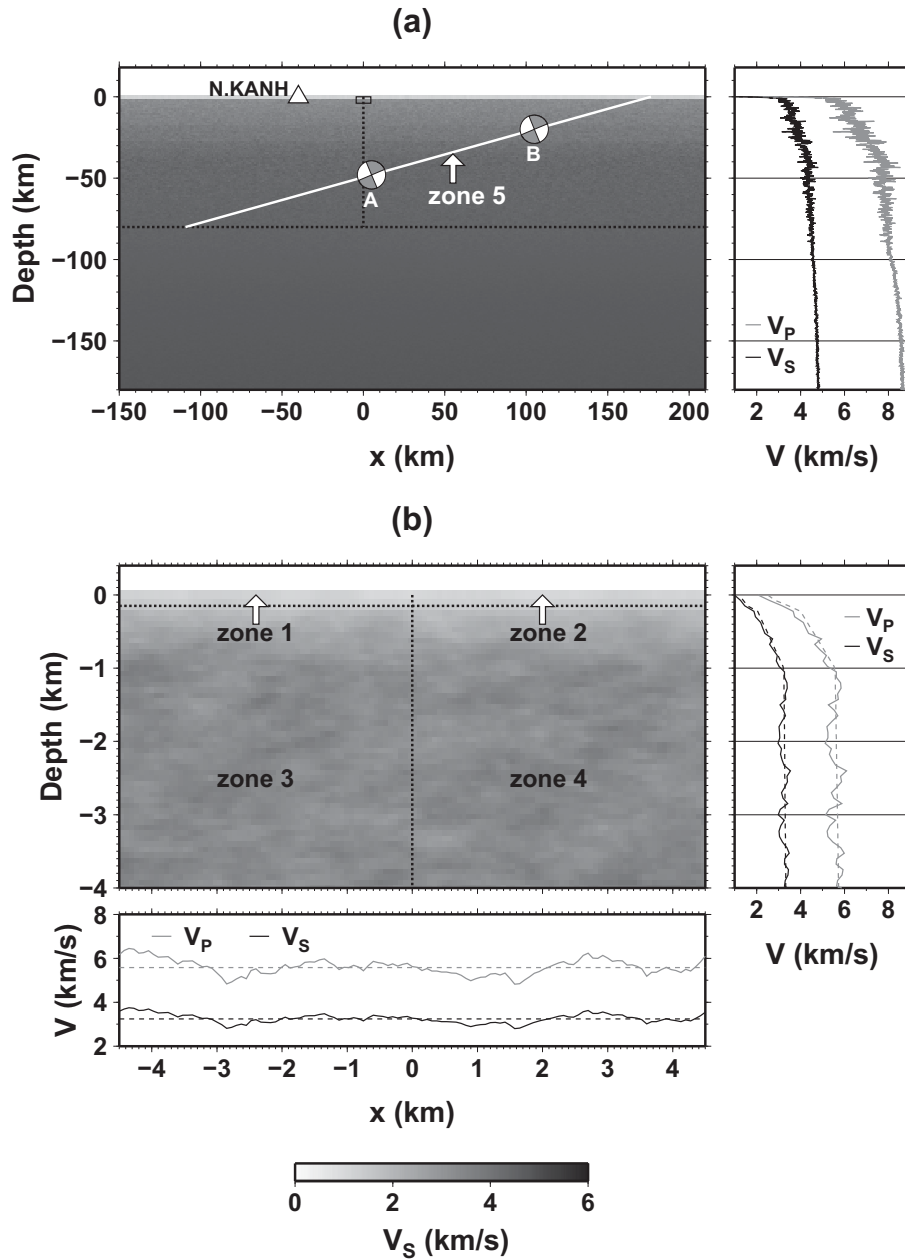 (a)
N.KANH
0
−50
−100
−150
Depth (km)
A
B
zone 5
−150 −100 −50 0 50 100 150 200
x (km)
V_P
V_S
2 4 6 8
V (km/s)
(b)
0
−1
−2
−3
−4
Depth (km)
zone 1
zone 2
zone 3
zone 4
V_P
V_S
2 4 6 8
V (km/s)
8
6
4
2
V (km/s)
V_P V_S
−4 −3 −2 −1 0 1 2 3 4
x (km)
0 2 4 6
V_S (km/s)